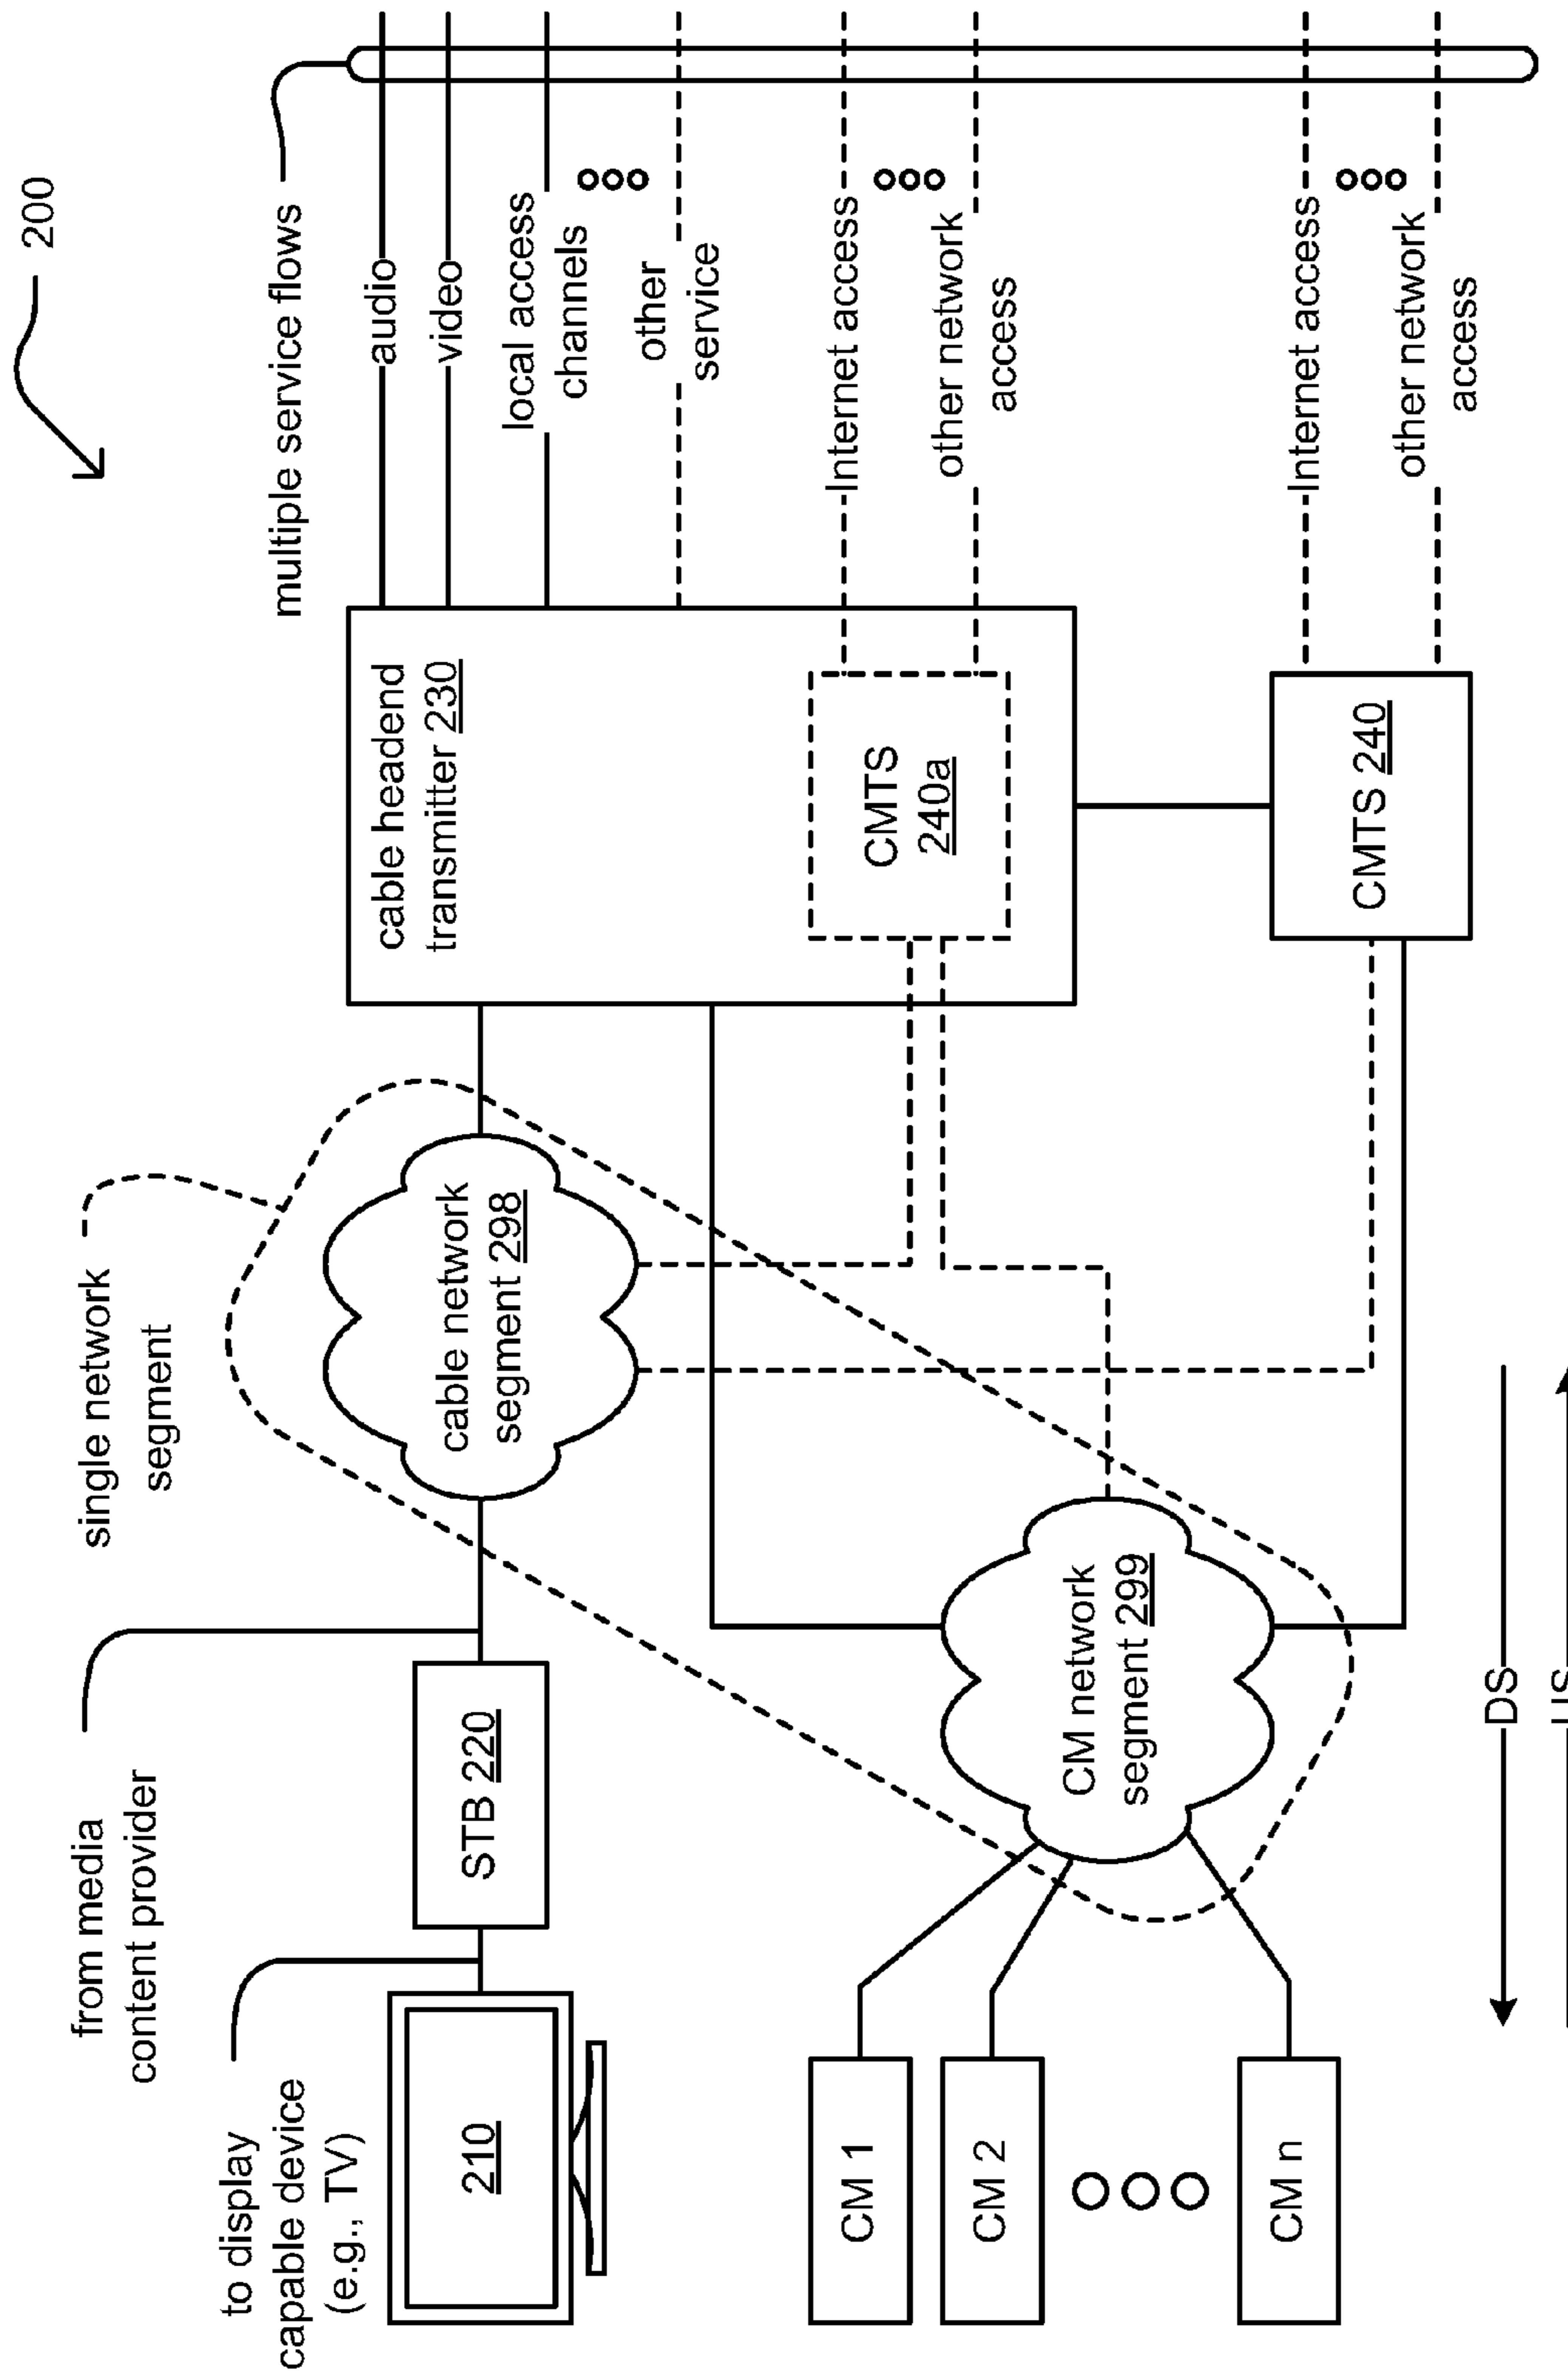 200
multiple service flows
audio
video
local access
channels
other
service
Internet access
other network
access
Internet access
other network
access
cable headend
transmitter 230
CMTS
240a
CMTS 240
single network
segment
cable network
segment 298
CM network
segment 299
from media
content provider
STB 220
to display
capable device
(e.g., TV)
210
CM 1
CM 2
CM n
DS